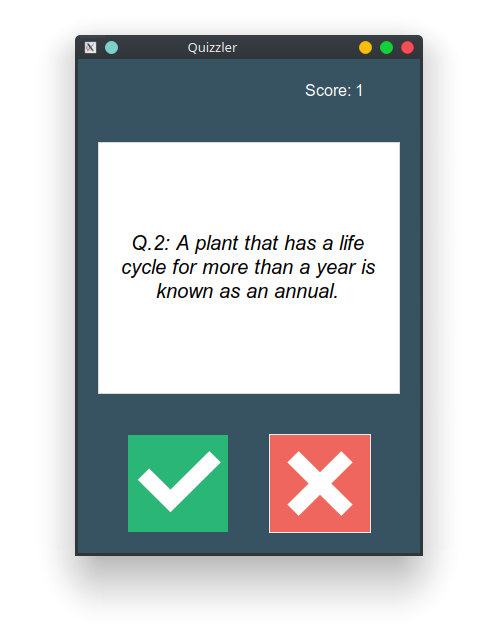 Quizzler
Score: 1
Q.2: A plant that has a life
cycle for more than a year is
known as an annual.